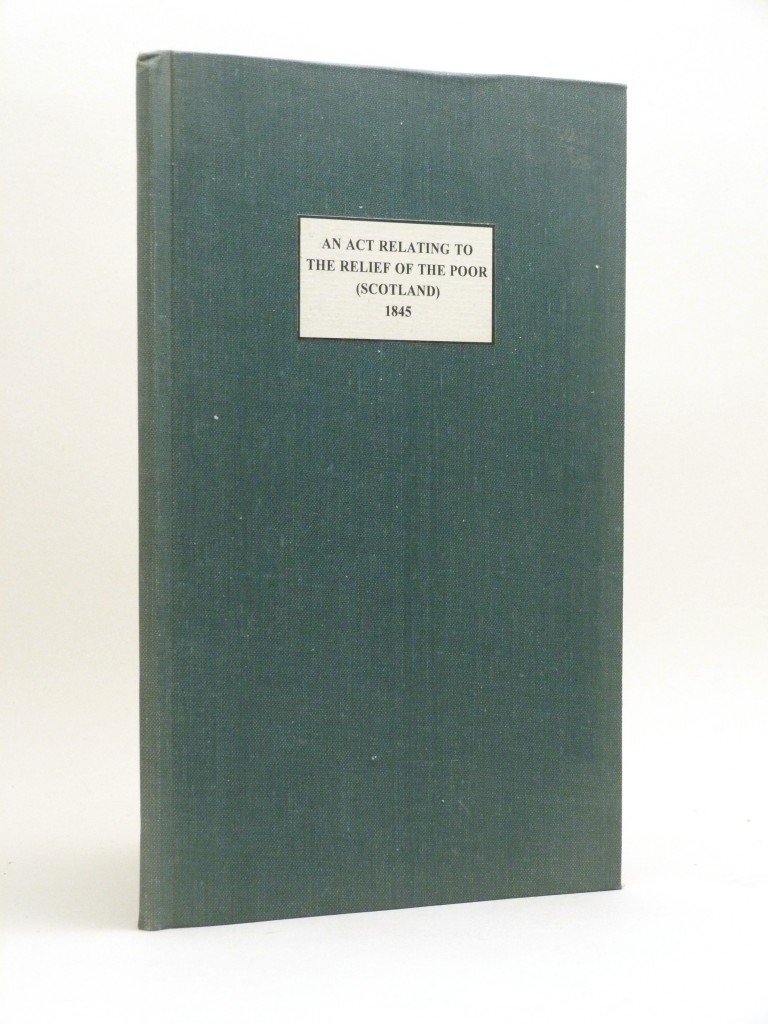 AN ACT RELATING TO
THE RELIEF OF THE POOR
(SCOTLAND)
1845